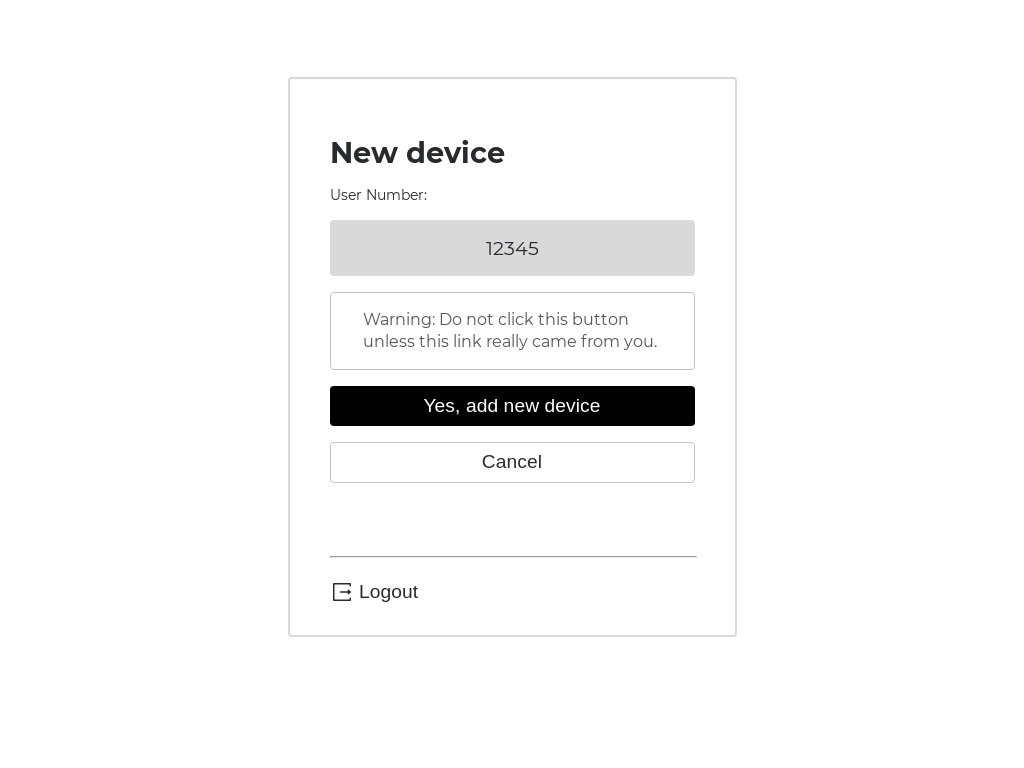 New device
User Number:
12345
Warning: Do not click this button
unless this link really came from you.
Yes, add new device
Cancel
Logout